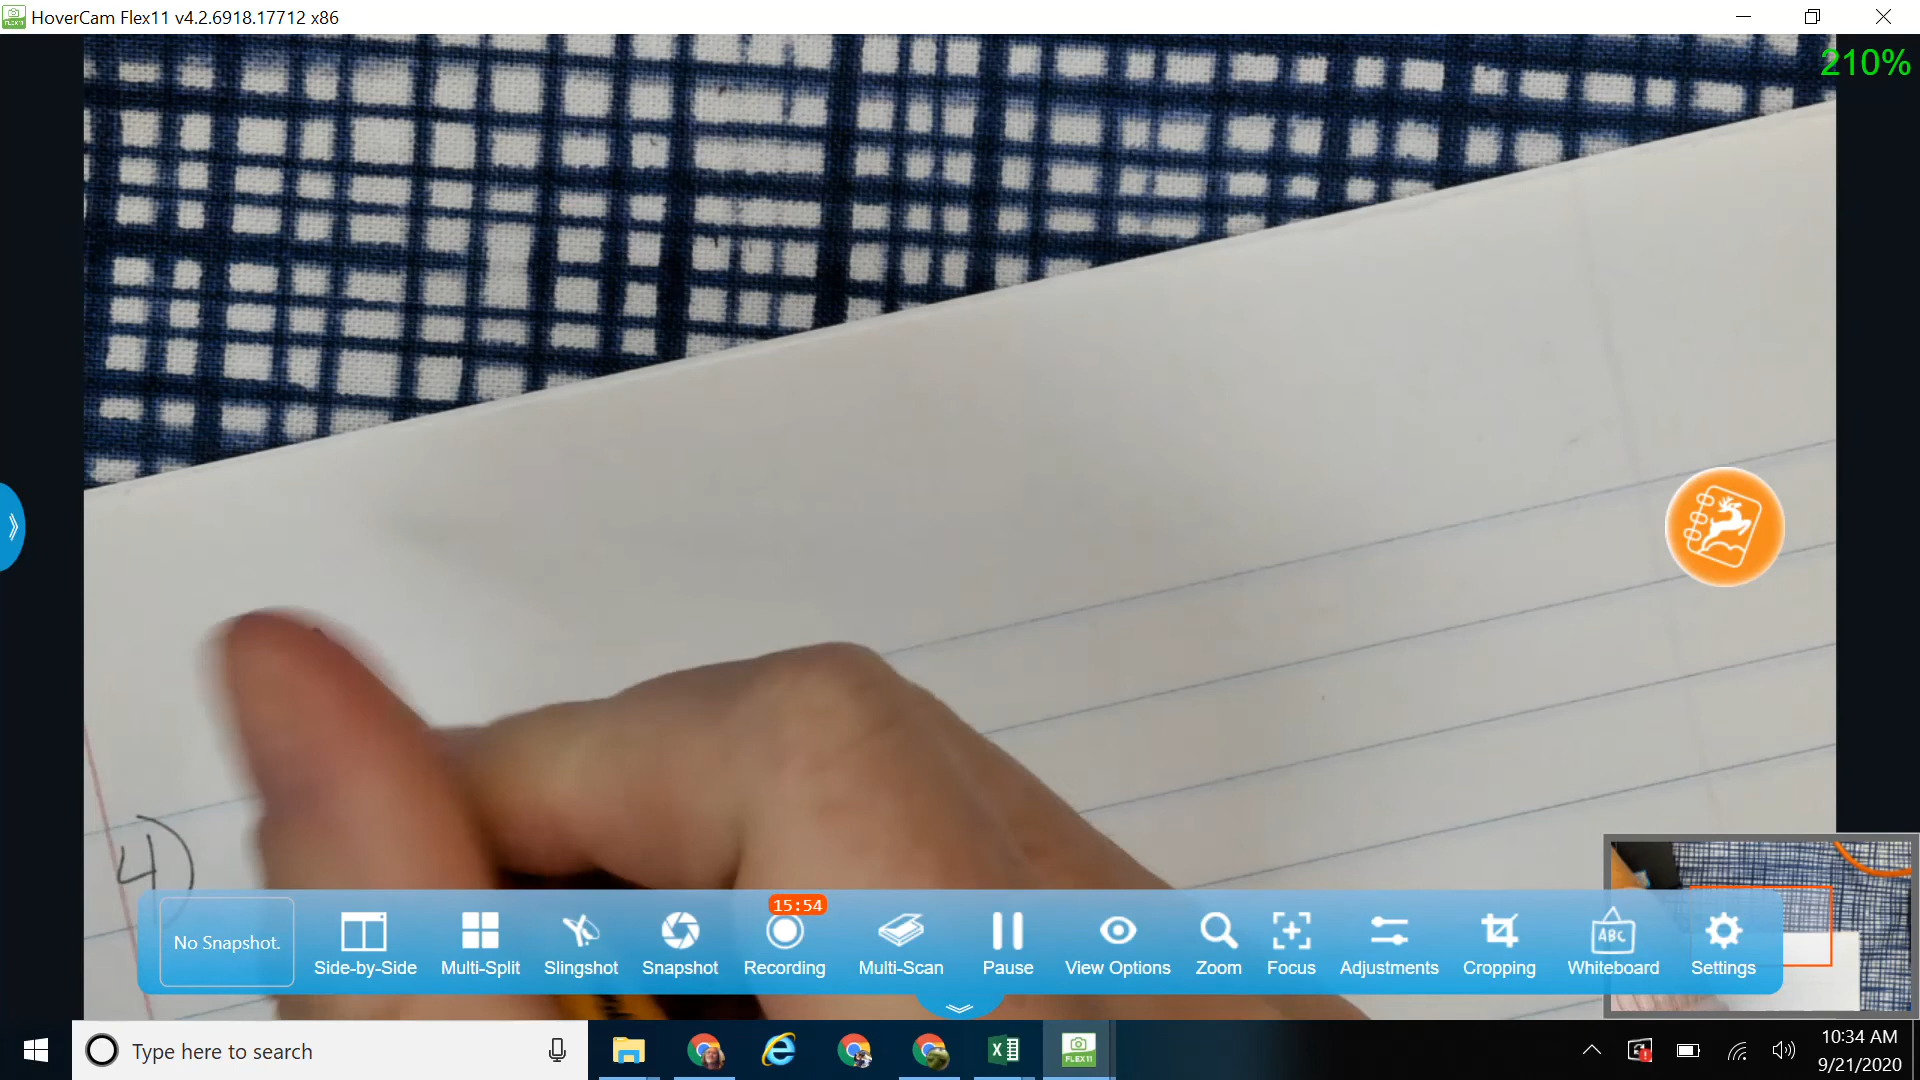 HoverCam Flex11 v4.2.6918.17712 x86
210%
4)
15:54
No Snapshot.
Side-by-Side
Multi-Split
Slingshot
Snapshot
Recording
Multi-Scan
Pause
View Options
Zoom
Focus
Adjustments
Cropping
ABC
Whiteboard
Settings
Type here to search
FLEX11
10:34 AM
9/21/2020